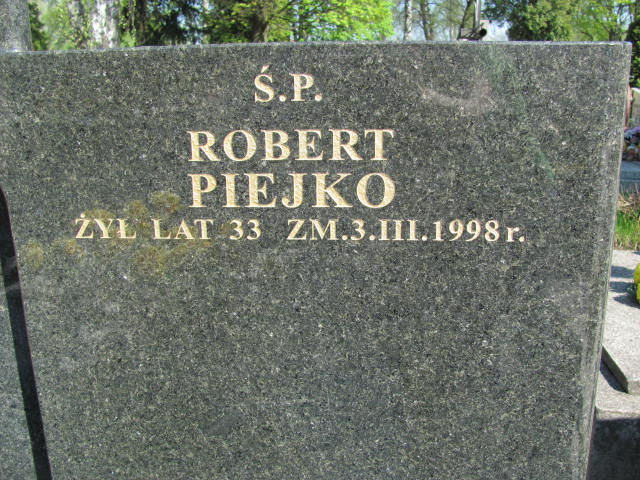 Ś.P.
ROBERT
PIEJKO
ŻYŁ LAT 33 ZM.3.III.1998 r.